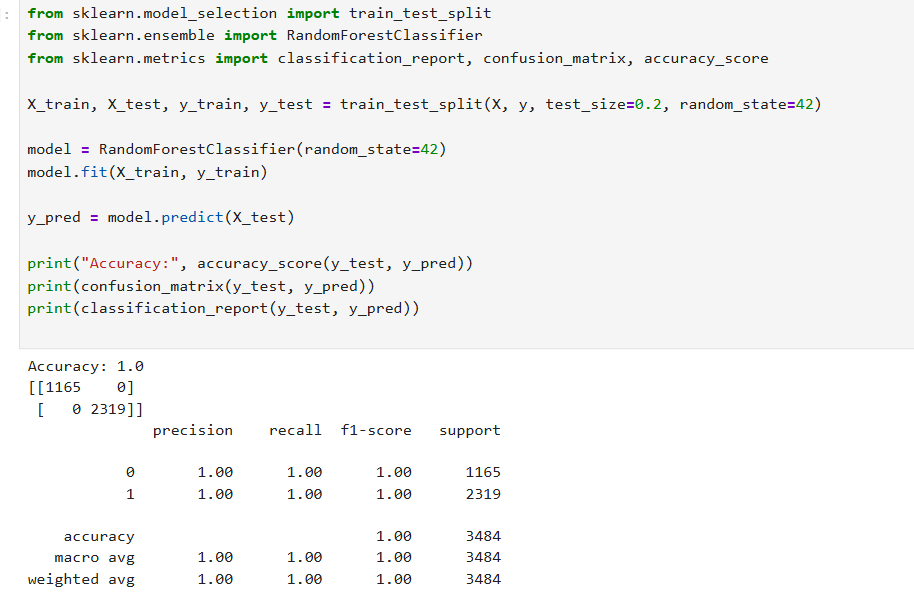 :
from sklearn.model_selection import train_test_split
from sklearn.ensemble import RandomForestClassifier
from sklearn.metrics import classification_report, confusion_matrix, accuracy_score
X_train, X_test, y_train, y_test = train_test_split(X, y, test_size=0.2, random_state=42)
model = RandomForestClassifier(random_state=42)
model.fit(X_train, y_train)
y_pred = model.predict(X_test)
print("Accuracy:", accuracy_score(y_test, y_pred))
print(confusion_matrix(y_test, y_pred))
print(classification_report(y_test, y_pred))
Accuracy: 1.0
[[1165    0]
 [   0 2319]]
              precision    recall  f1-score   support
           0       1.00      1.00      1.00      1165
           1       1.00      1.00      1.00      2319
    accuracy                           1.00      3484
   macro avg       1.00      1.00      1.00      3484
weighted avg       1.00      1.00      1.00      3484